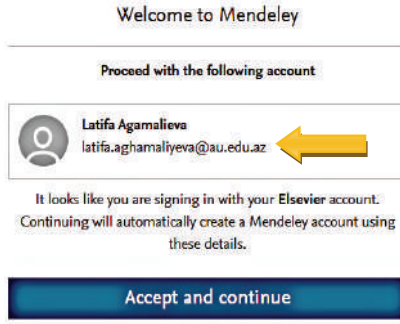 Welcome to Mendeley
Proceed with the following account
Latifa Agamalieva
latifa.aghamaliyeva@au.edu.az
It looks like you are signing in with your Elsevier account.
Continuing will automatically create a Mendeley account using
these details.
Accept and continue